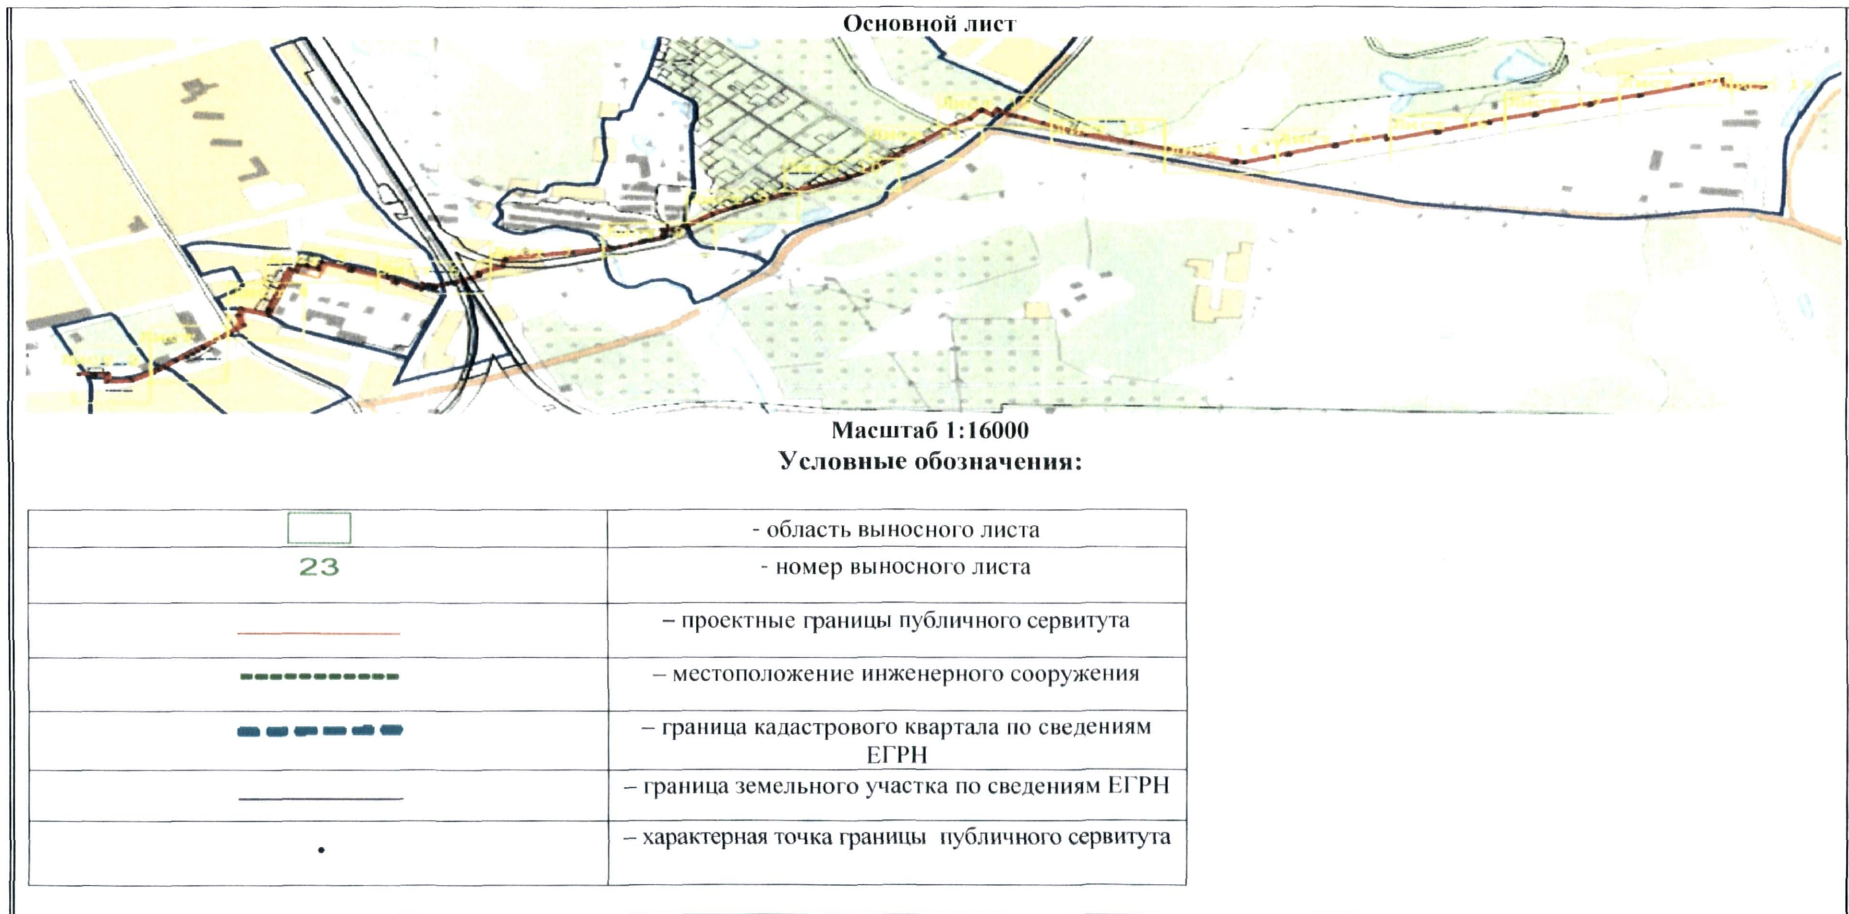 Основной лист
Масштаб 1:16000
Условные обозначения:
- область выносного листа
23
- номер выносного листа
– проектные границы публичного сервитута
– местоположение инженерного сооружения
– граница кадастрового квартала по сведениям
ЕГРН
– граница земельного участка по сведениям ЕГРН
– характерная точка границы публичного сервитута